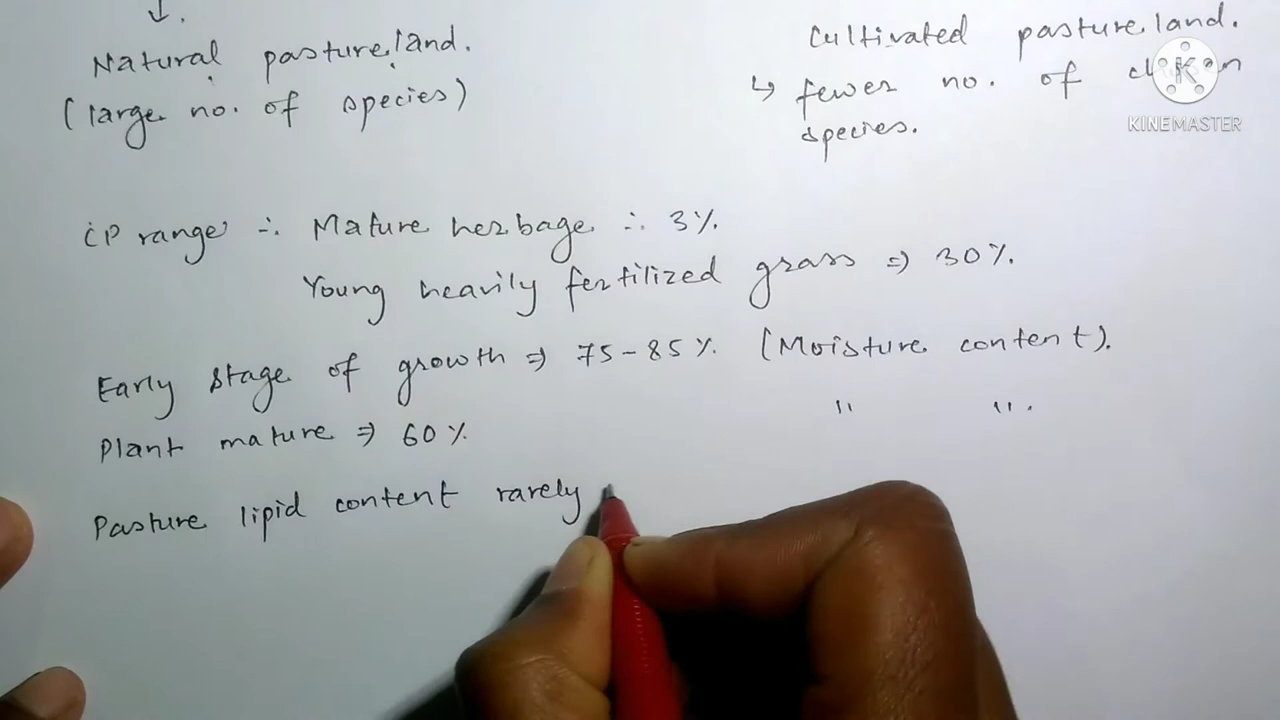 Natural pasture land.
(large no. of species)
Cultivated pasture land.
↳ fewer no. of
species.
KINEMASTER
CP range ∴ Mature herbage ∴ 3%.
Young heavily fertilized grass ⇒ 30%.
Early stage of growth ⇒ 75-85% (Moisture content).
Plant mature ⇒ 60% " ".
Pasture lipid content rarely